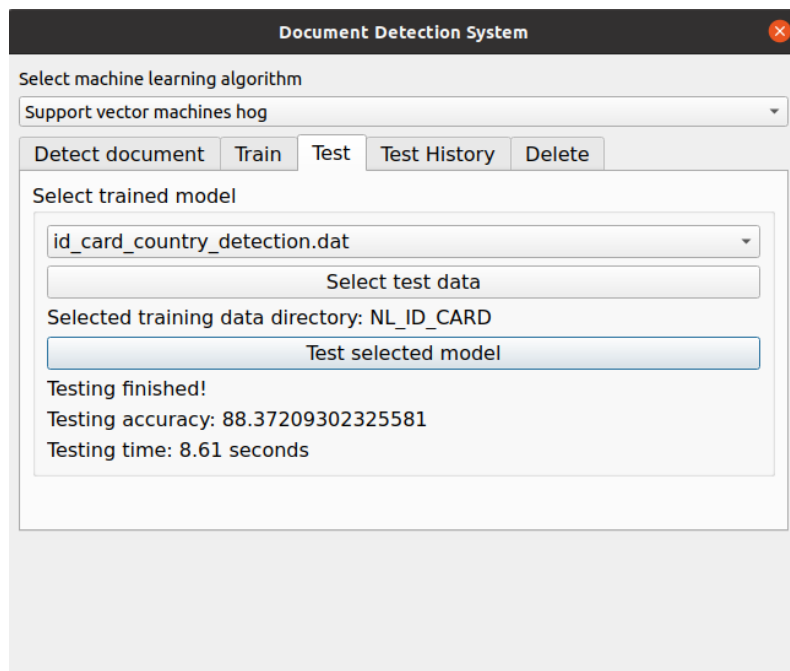 Document Detection System
Select machine learning algorithm
Support vector machines hog
Detect document Train Test Test History Delete
Select trained model
id_card_country_detection.dat
Select test data
Selected training data directory: NL_ID_CARD
Test selected model
Testing finished!
Testing accuracy: 88.37209302325581
Testing time: 8.61 seconds